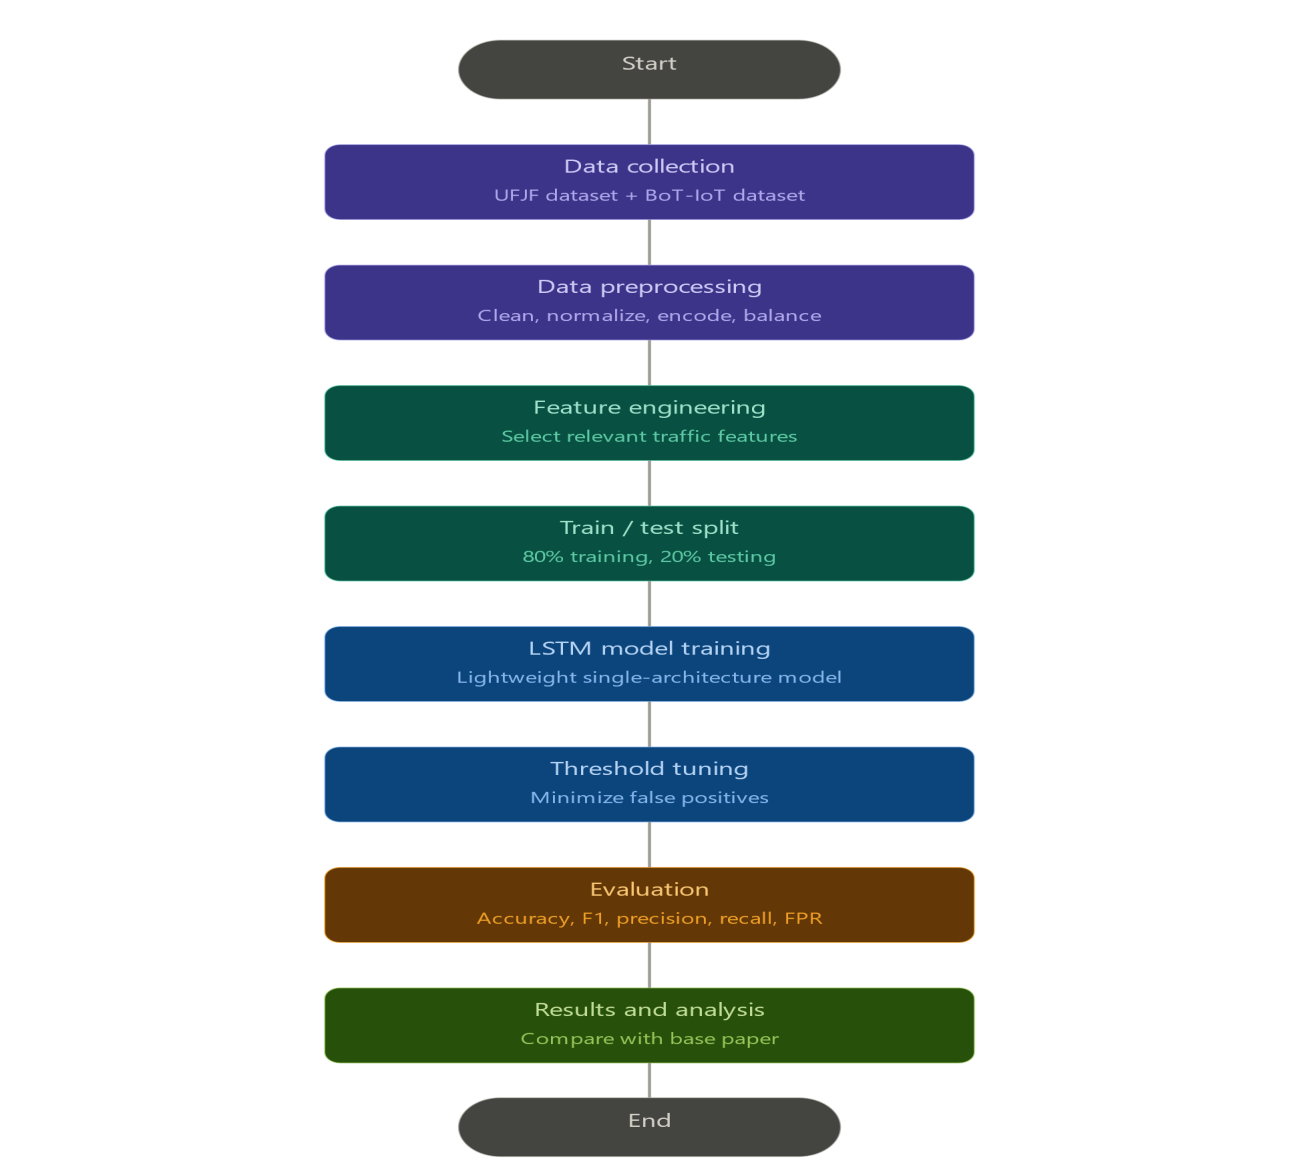 Start
Data collection
UFJF dataset + BoT-IoT dataset
Data preprocessing
Clean, normalize, encode, balance
Feature engineering
Select relevant traffic features
Train / test split
80% training, 20% testing
LSTM model training
Lightweight single-architecture model
Threshold tuning
Minimize false positives
Evaluation
Accuracy, F1, precision, recall, FPR
Results and analysis
Compare with base paper
End